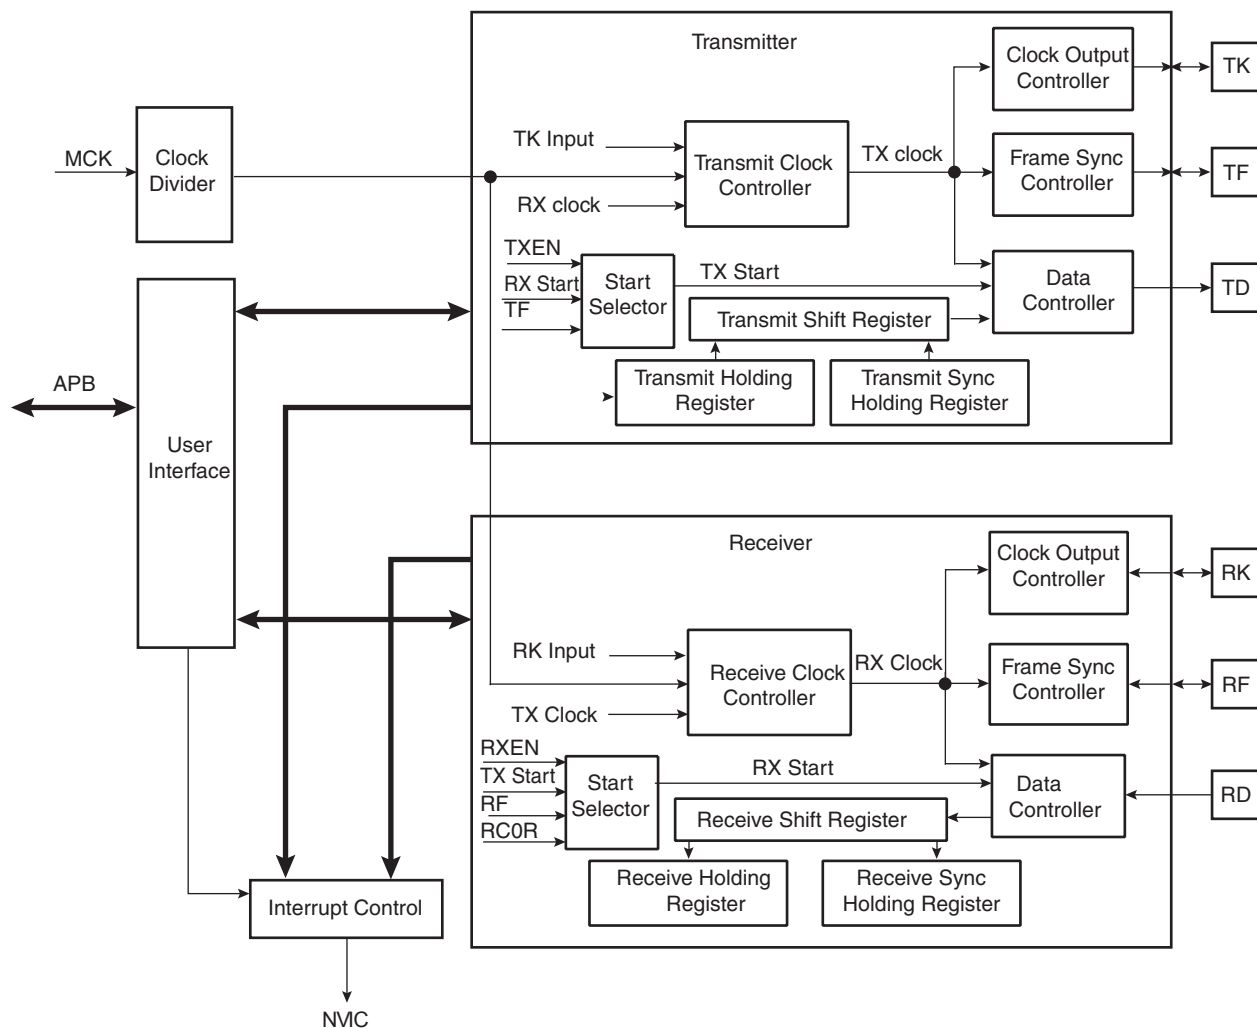 Transmitter
Clock Output
Controller
TK
MCK
Clock
Divider
TK Input
Transmit Clock
Controller
RX clock
TX clock
Frame Sync
Controller
TF
TXEN
RX Start
TF
Start
Selector
TX Start
Data
Controller
TD
Transmit Shift Register
Transmit Holding
Register
Transmit Sync
Holding Register
APB
User
Interface
Receiver
Clock Output
Controller
RK
RK Input
Receive Clock
Controller
TX Clock
RX Clock
Frame Sync
Controller
RF
RXEN
TX Start
RF
RC0R
Start
Selector
RX Start
Data
Controller
RD
Receive Shift Register
Receive Holding
Register
Receive Sync
Holding Register
Interrupt Control
NVIC